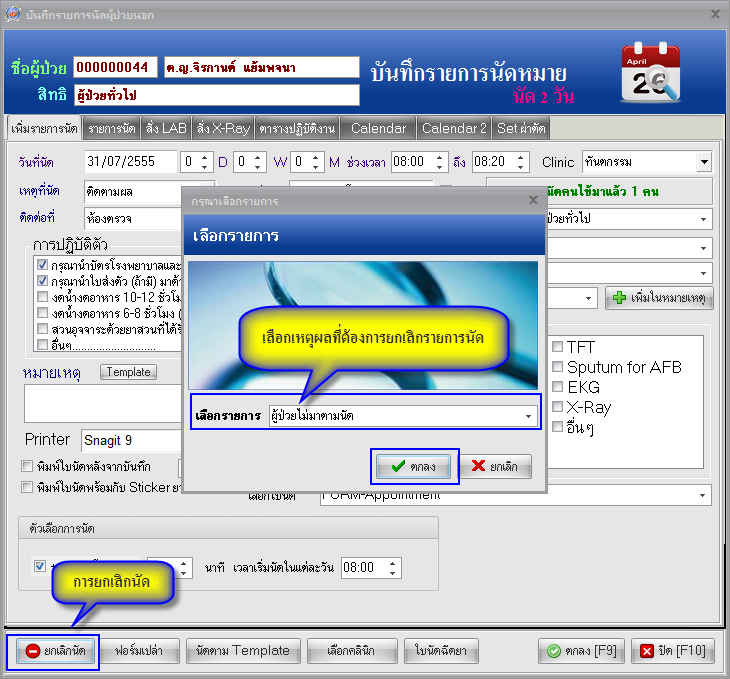 บันทึกรายการนัดผู้ป่วยนอก
ชื่อผู้ป่วย 000000044 ด.ญ.จิรกานต์ แย้มพจนา
สิทธิ ผู้ป่วยทั่วไป
บันทึกรายการนัดหมาย
นัด 2 วัน
April
26
เพิ่มรายการนัด รายการนัด สั่ง LAB สั่ง X-Ray ตารางปฏิบัติงาน Calendar Calendar 2 Set ผ่าตัด
วันที่นัด 31/07/2555 0 D 0 W 0 M ช่วงเวลา 08:00 ถึง 08:20 Clinic ทันตกรรม
เหตุที่นัด ติดตามผล
นัดคนไข้มาแล้ว 1 คน
ติดต่อที่ ห้องตรวจ
ป่วยทั่วไป
การปฏิบัติตัว
กรุณานำบัตรโรงพยาบาลและ
กรุณานำใบส่งตัว (ถ้ามี) มาด้
งดน้ำงดอาหาร 10-12 ชั่วโม
งดน้ำงดอาหาร 6-8 ชั่วโมง (
สวนอุจจาระด้วยยาสวนที่ได้รั
อื่นๆ............................
เพิ่มในหมายเหตุ
หมายเหตุ Template
TFT
Sputum for AFB
EKG
X-Ray
อื่นๆ
Printer Snagit 9
พิมพ์ใบนัดหลังจากบันทึก
พิมพ์ใบนัดพร้อมกับ Sticker ยา
เลือกใบนัด FORM-Appointment
กรุณาเลือกรายการ
เลือกรายการ
เลือกเหตุผลที่ต้องการยกเลิกรายการนัด
เลือกรายการ ผู้ป่วยไม่มาตามนัด
ตกลง ยกเลิก
ตัวเลือกการนัด
นาที เวลาเริ่มนัดในแต่ละวัน 08:00
การยกเลิกนัด
ยกเลิกนัด ฟอร์มเปล่า นัดตาม Template เลือกคลินิก ใบนัดฉีดยา ตกลง [F9] ปิด [F10]